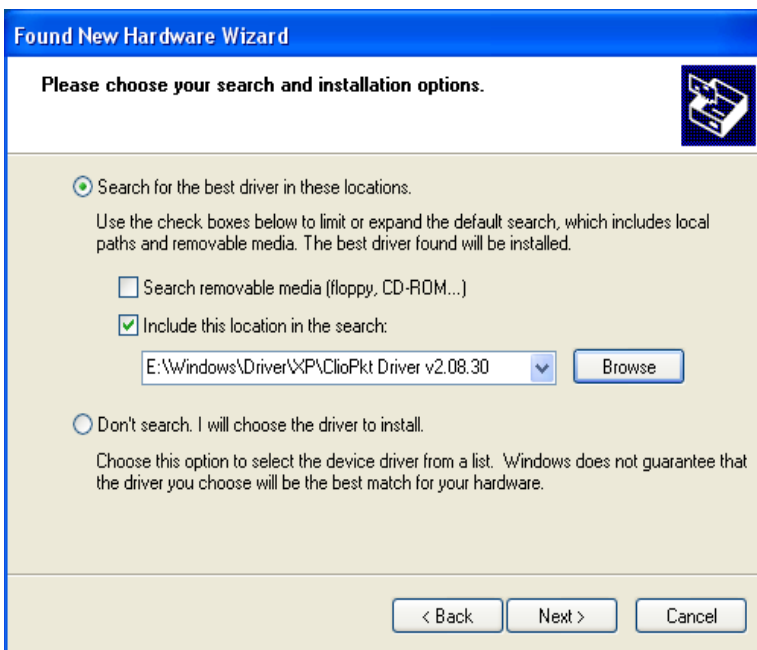 Found New Hardware Wizard
Please choose your search and installation options.
Search for the best driver in these locations.
Use the check boxes below to limit or expand the default search, which includes local
paths and removable media. The best driver found will be installed.
Search removable media (floppy, CD-ROM...)
Include this location in the search:
E:\Windows\Driver\XP\ClioPkt Driver v2.08.30
Browse
Don't search. I will choose the driver to install.
Choose this option to select the device driver from a list. Windows does not guarantee that
the driver you choose will be the best match for your hardware.
< Back
Next >
Cancel